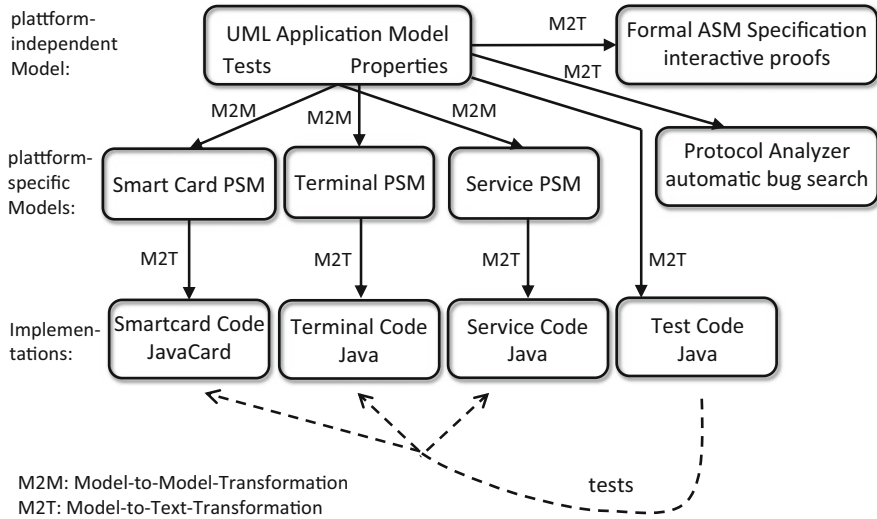 plattform-
independent
Model:
UML Application Model
Tests Properties
M2T
Formal ASM Specification
interactive proofs
M2T
M2M
M2M
M2M
plattform-
specific
Models:
Smart Card PSM
Terminal PSM
Service PSM
Protocol Analyzer
automatic bug search
M2T
M2T
M2T
M2T
Implemen-
tations:
Smartcard Code
JavaCard
Terminal Code
Java
Service Code
Java
Test Code
Java
tests
M2M: Model-to-Model-Transformation
M2T: Model-to-Text-Transformation